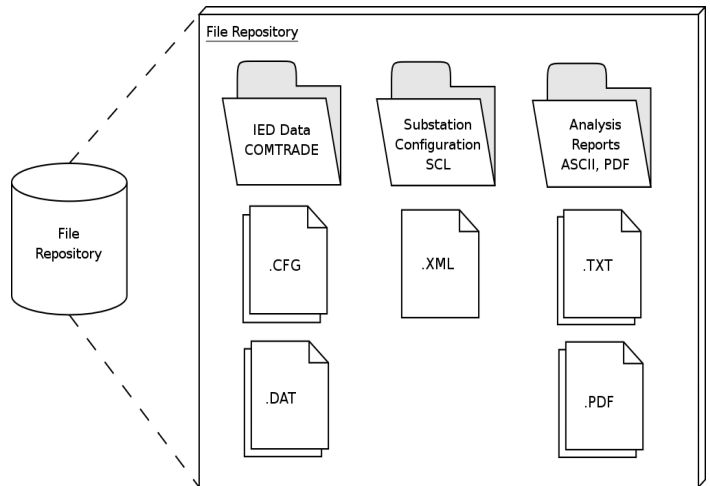 File Repository
IED Data
COMTRADE
Substation
Configuration
SCL
Analysis
Reports
ASCII, PDF
File
Repository
.CFG
.XML
.TXT
.DAT
.PDF